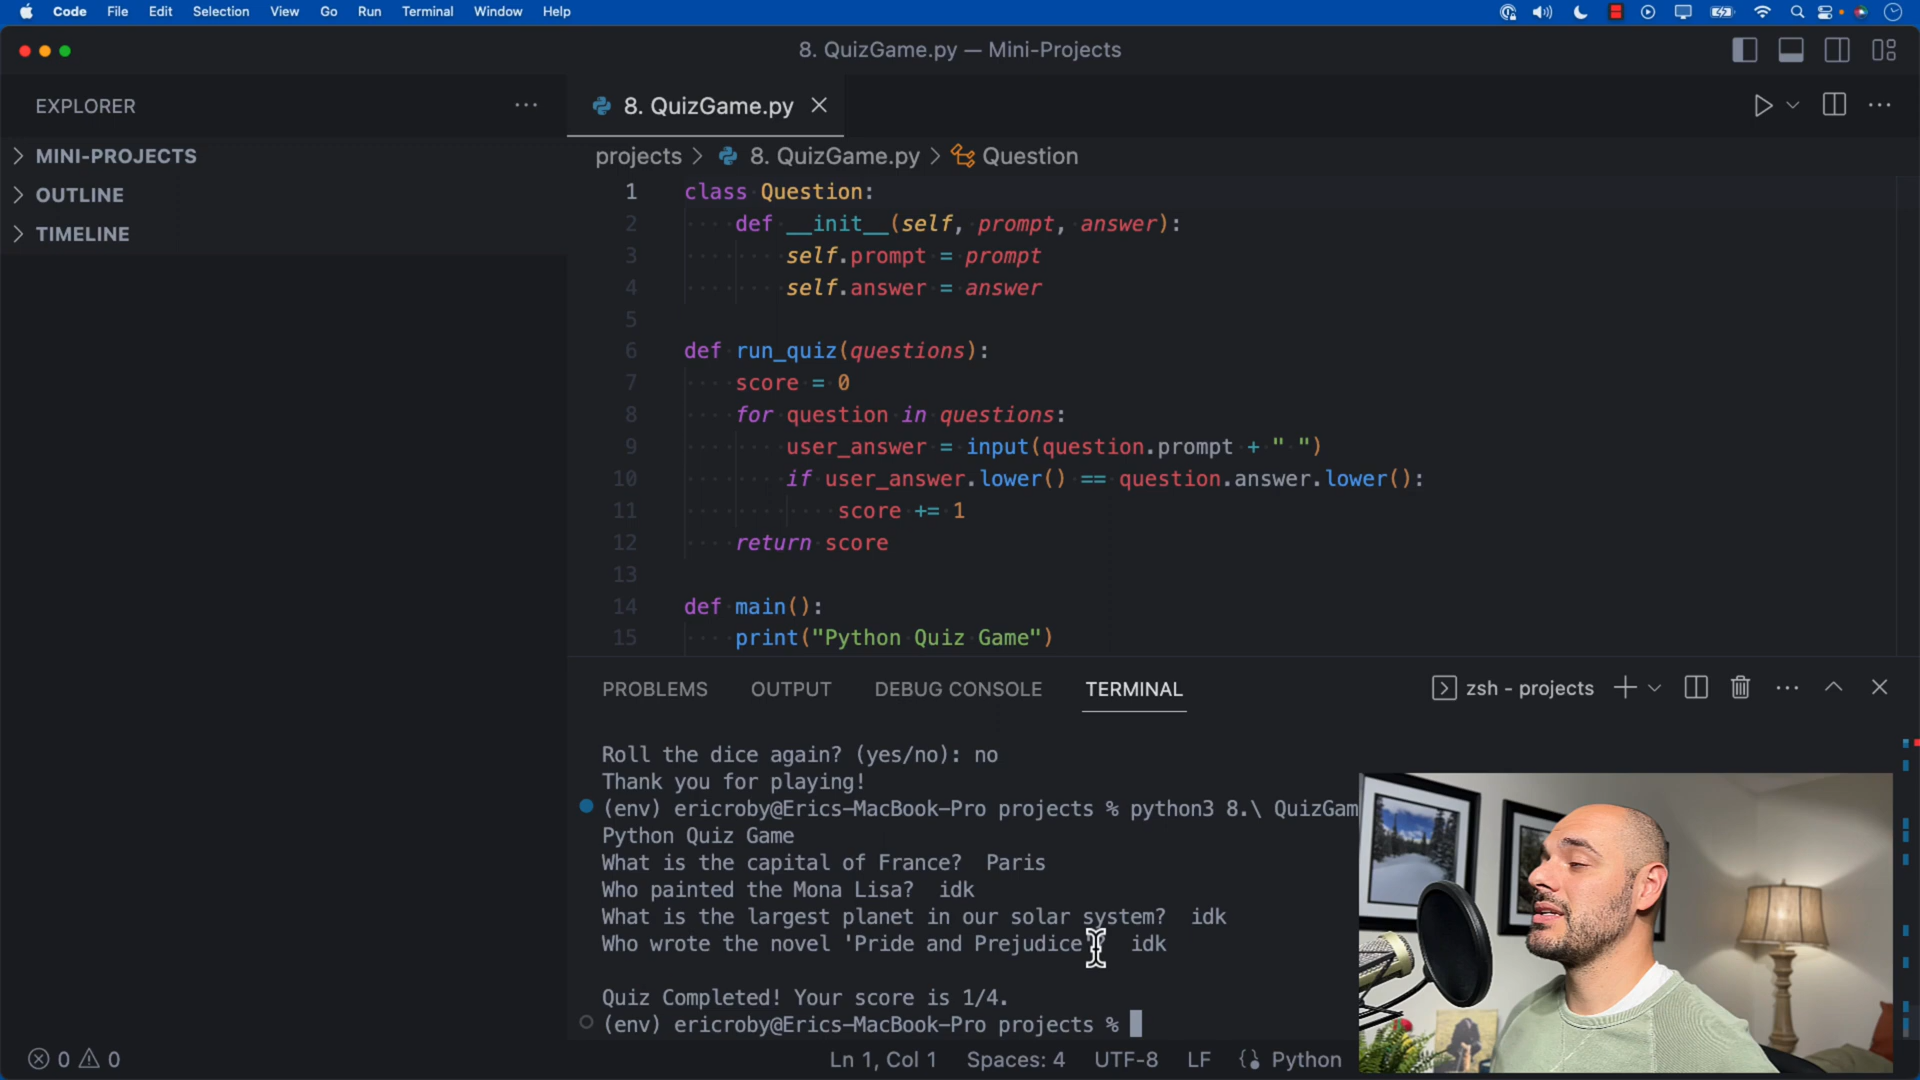 Code File Edit Selection View Go Run Terminal Window Help
8. QuizGame.py — Mini-Projects
EXPLORER
MINI-PROJECTS
OUTLINE
TIMELINE
8. QuizGame.py
projects > 8. QuizGame.py > Question
1 class Question:
2 def __init__(self, prompt, answer):
3 self.prompt = prompt
4 self.answer = answer
5
6 def run_quiz(questions):
7 score = 0
8 for question in questions:
9 user_answer = input(question.prompt + " ")
10 if user_answer.lower() == question.answer.lower():
11 score += 1
12 return score
13
14 def main():
15 print("Python Quiz Game")
PROBLEMS OUTPUT DEBUG CONSOLE TERMINAL
zsh - projects
Roll the dice again? (yes/no): no
Thank you for playing!
(env) ericroby@Erics-MacBook-Pro projects % python3 8.\ QuizGam
Python Quiz Game
What is the capital of France? Paris
Who painted the Mona Lisa? idk
What is the largest planet in our solar system? idk
Who wrote the novel 'Pride and Prejudice' idk
Quiz Completed! Your score is 1/4.
(env) ericroby@Erics-MacBook-Pro projects %
0 0
Ln 1, Col 1 Spaces: 4 UTF-8 LF Python